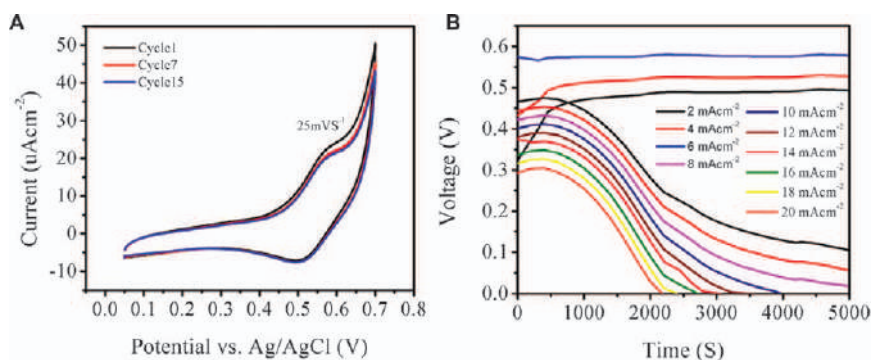 A
Cycle1
Cycle7
Cycle15
25mVS⁻¹
Current (uAcm⁻²)
50
40
30
20
10
0
-10
0.0 0.1 0.2 0.3 0.4 0.5 0.6 0.7 0.8
Potential vs. Ag/AgCl (V)
B
Voltage (V)
0.6
0.5
0.4
0.3
0.2
0.1
0.0
2 mAcm⁻²
4 mAcm⁻²
6 mAcm⁻²
8 mAcm⁻²
10 mAcm⁻²
12 mAcm⁻²
14 mAcm⁻²
16 mAcm⁻²
18 mAcm⁻²
20 mAcm⁻²
0 1000 2000 3000 4000 5000
Time (S)